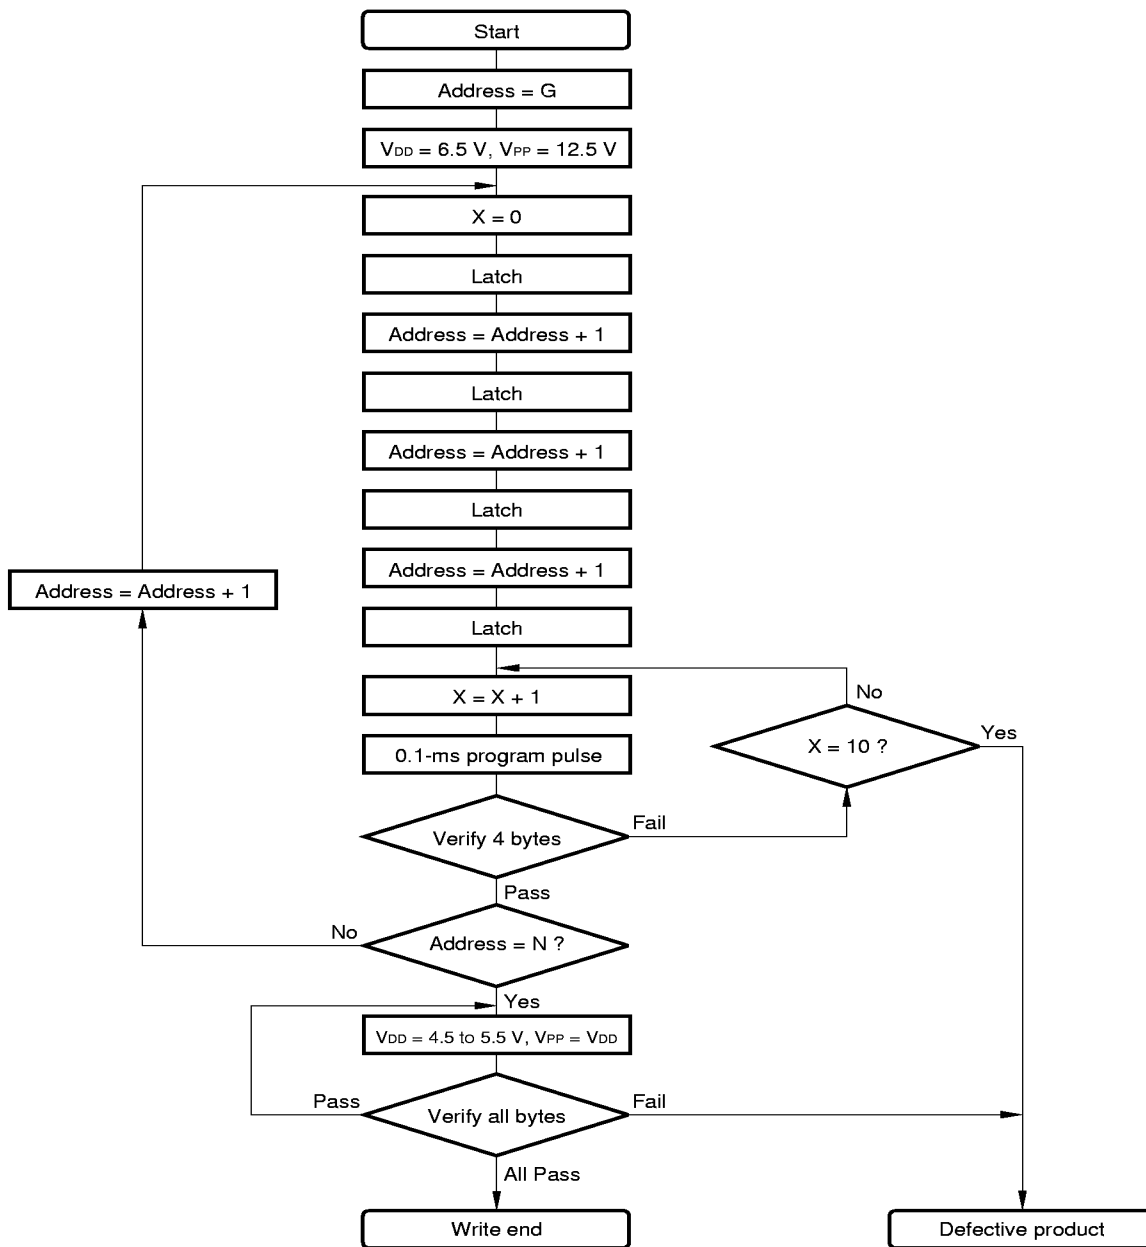 Start
Address = G
VDD = 6.5 V, VPP = 12.5 V
X = 0
Latch
Address = Address + 1
Latch
Address = Address + 1
Latch
Address = Address + 1
Address = Address + 1
Latch
X = X + 1
No
X = 10 ?
Yes
0.1-ms program pulse
Verify 4 bytes
Fail
Pass
No
Address = N ?
Yes
VDD = 4.5 to 5.5 V, VPP = VDD
Pass
Verify all bytes
Fail
All Pass
Write end
Defective product